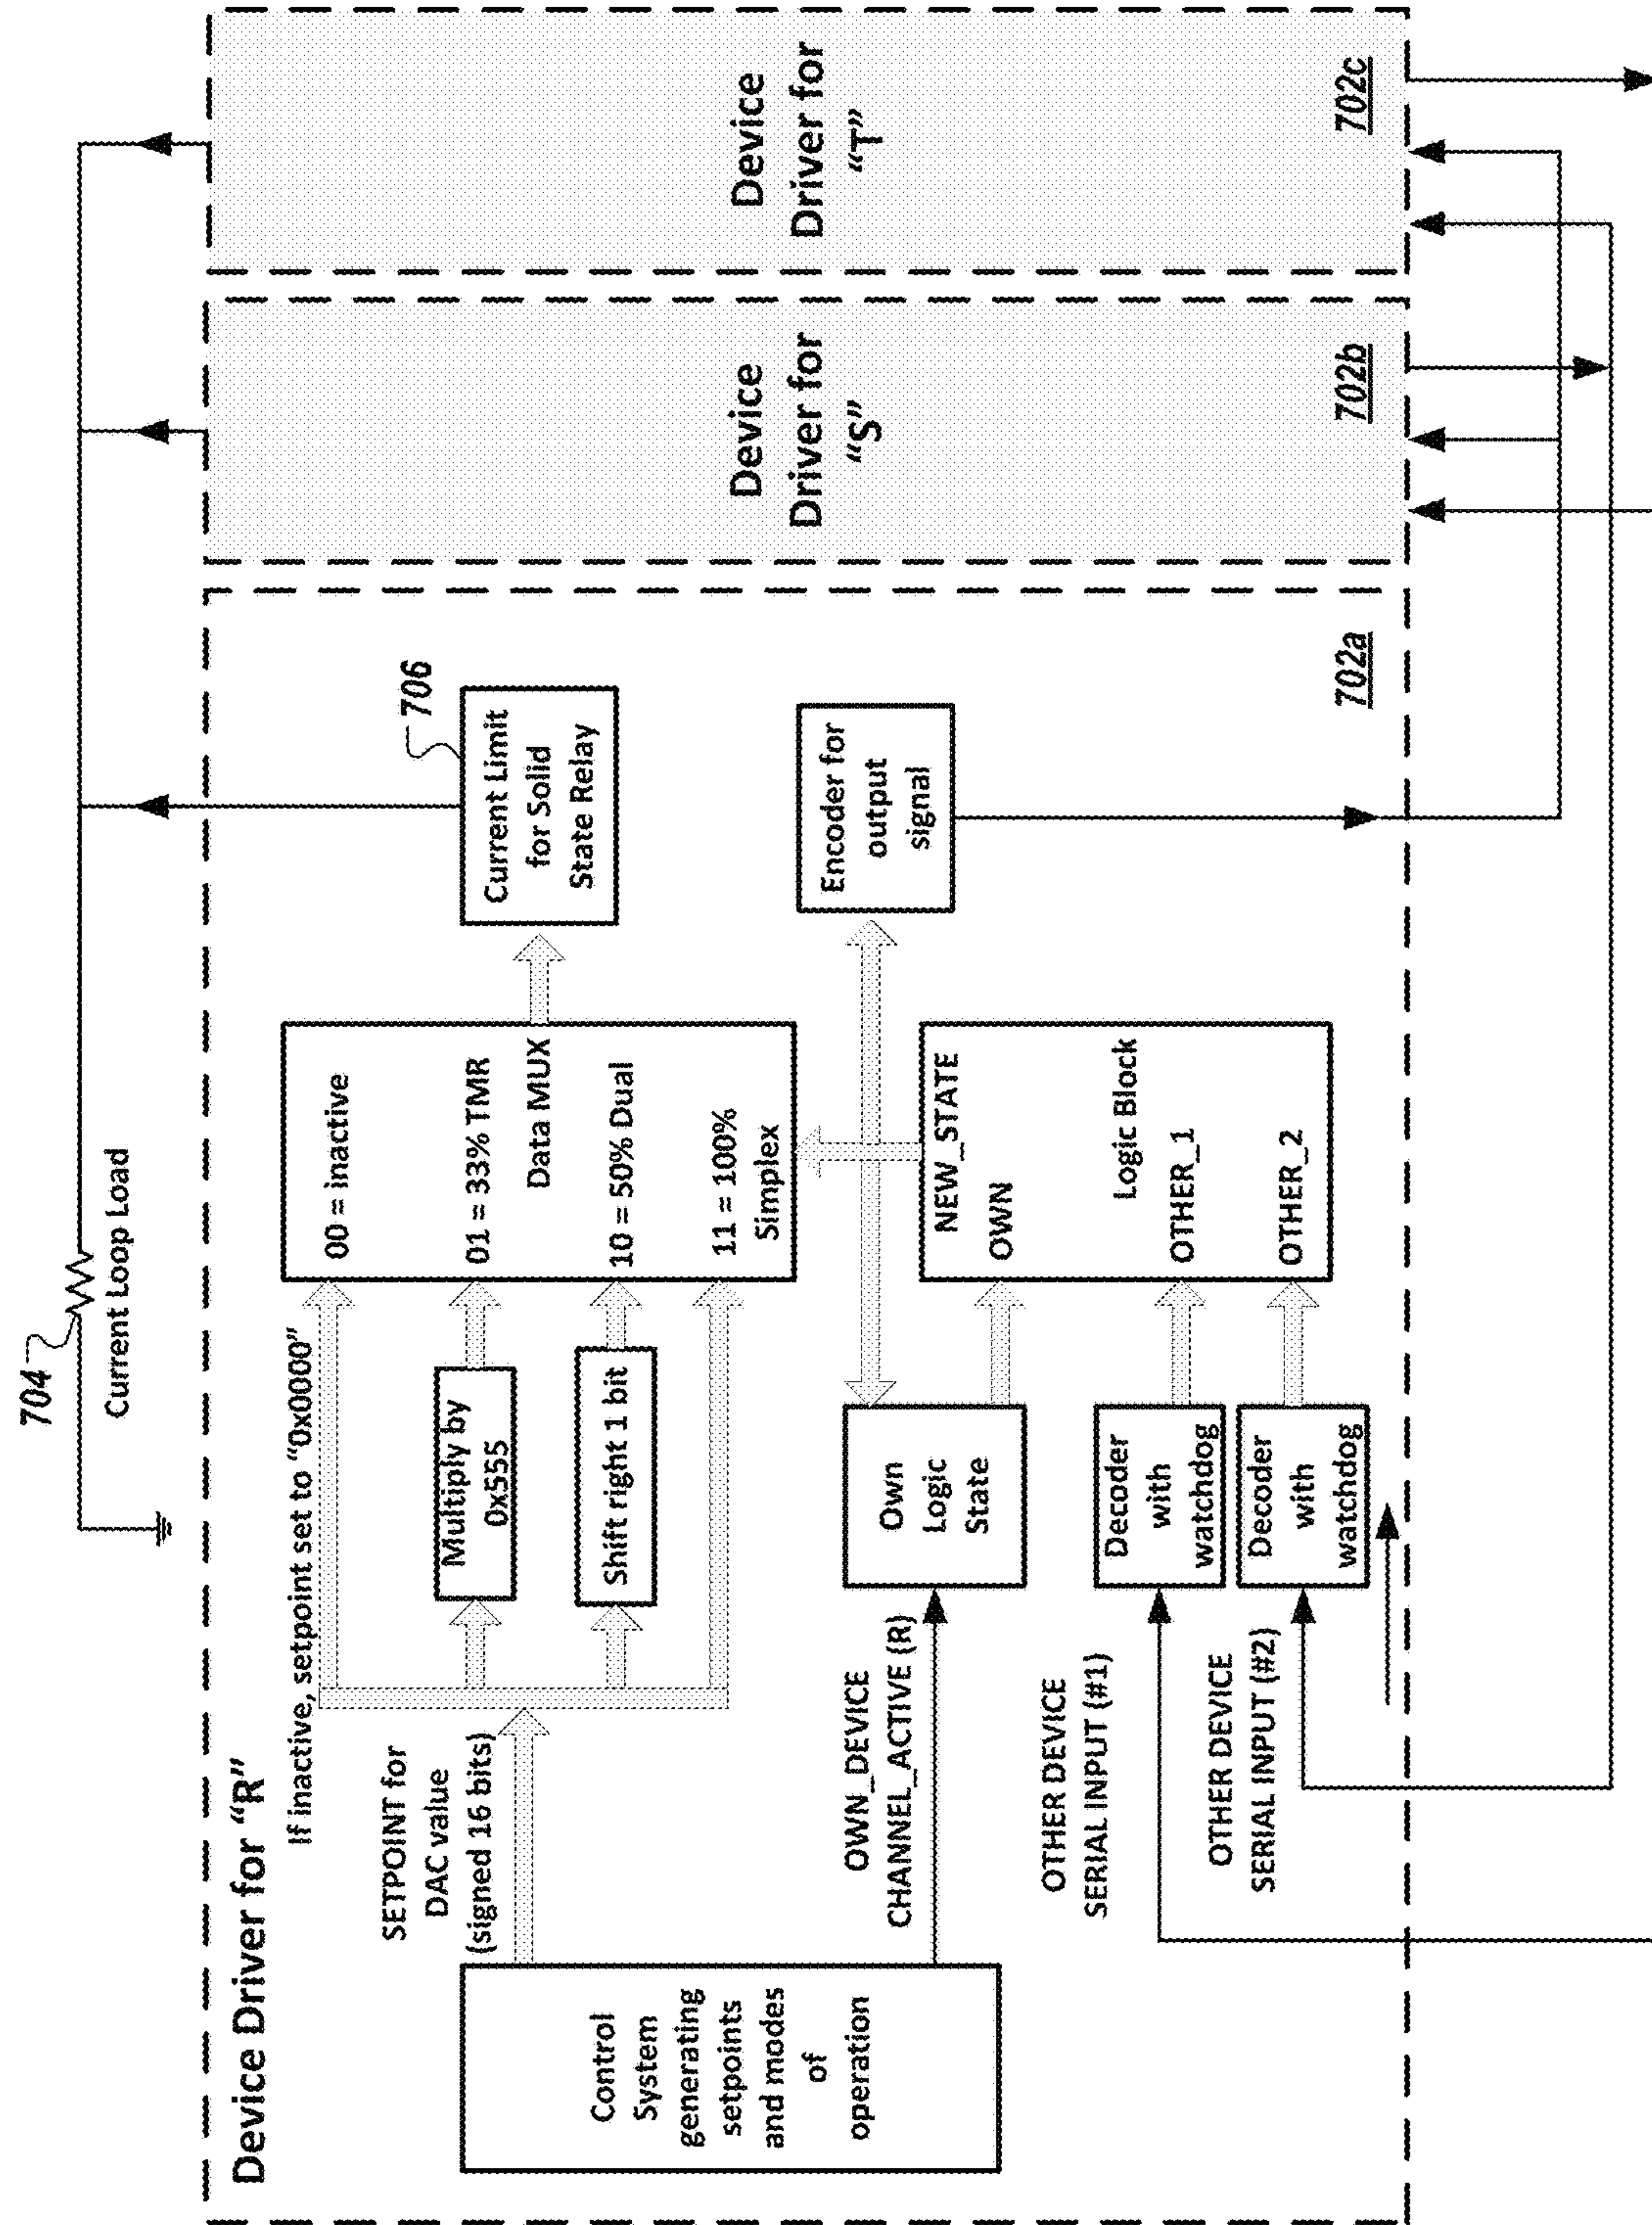 704
Current Loop Load
Device Driver for “R”
If inactive, setpoint set to “0x0000”
SETPOINT for
DAC value
(signed 16 bits)
Multiply by
0x555
Shift right 1 bit
00 = inactive
01 = 33% TMR
Data MUX
10 = 50% Dual
11 = 100%
Simplex
706
Current Limit
for Solid
State Relay
Control
System
generating
setpoints
and modes
of
operation
OWN_DEVICE
CHANNEL_ACTIVE (R)
Own
Logic
State
NEW_STATE
OWN
Logic Block
OTHER_1
OTHER_2
Encoder for
output
signal
OTHER DEVICE
SERIAL INPUT (#1)
Decoder
with
watchdog
OTHER DEVICE
SERIAL INPUT (#2)
Decoder
with
watchdog
702a
Device
Driver for
“S”
702b
Device
Driver for
“T”
702c